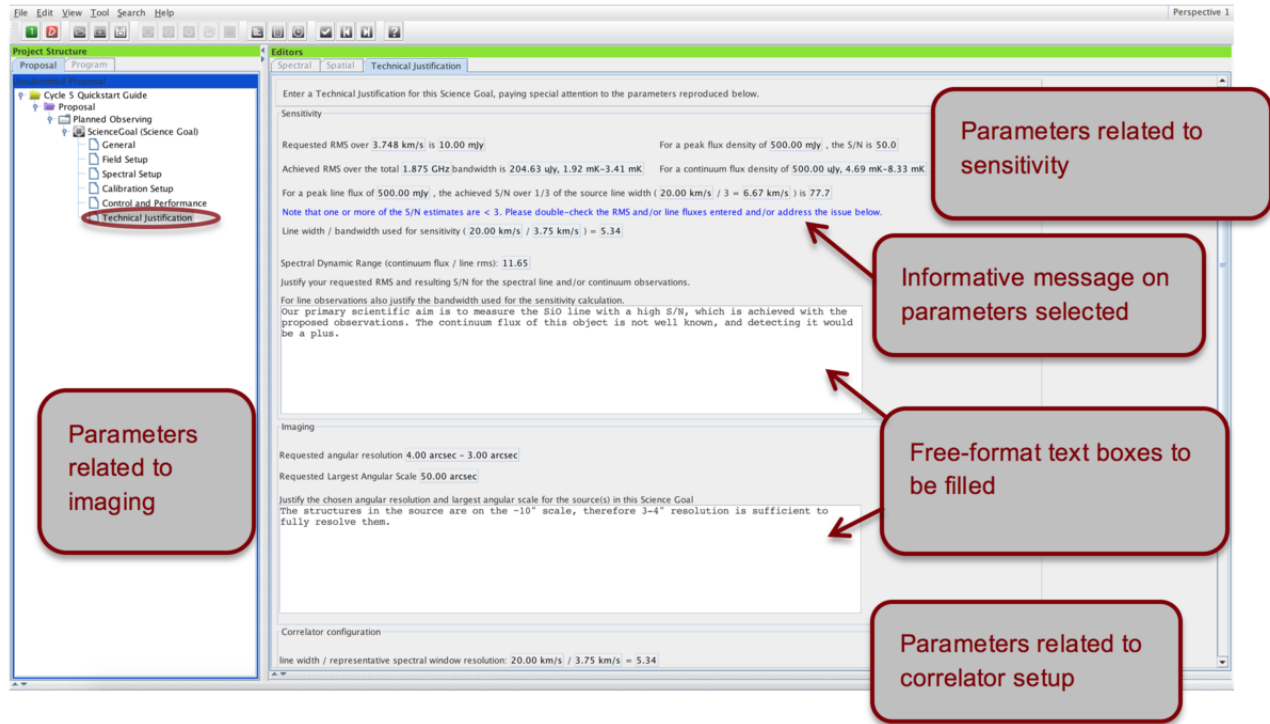 File Edit View Tool Search Help
Perspective 1
Project Structure
Proposal Program
Unsubmitted Proposal
Cycle 5 Quickstart Guide
Proposal
Planned Observing
ScienceGoal (Science Goal)
General
Field Setup
Spectral Setup
Calibration Setup
Control and Performance
Technical Justification
Editors
Spectral Spatial Technical Justification
Enter a Technical Justification for this Science Goal, paying special attention to the parameters reproduced below.
Sensitivity
Requested RMS over 3.748 km/s is 10.00 mJy For a peak flux density of 500.00 mJy , the S/N is 50.0
Achieved RMS over the total 1.875 GHz bandwidth is 204.63 uJy, 1.92 mK-3.41 mK For a continuum flux density of 500.00 uJy, 4.69 mK-8.33 mK
For a peak line flux of 500.00 mJy , the achieved S/N over 1/3 of the source line width ( 20.00 km/s / 3 = 6.67 km/s ) is 77.7
Note that one or more of the S/N estimates are < 3. Please double-check the RMS and/or line fluxes entered and/or address the issue below.
Line width / bandwidth used for sensitivity ( 20.00 km/s / 3.75 km/s ) = 5.34
Spectral Dynamic Range (continuum flux / line rms): 11.65
Justify your requested RMS and resulting S/N for the spectral line and/or continuum observations.
For line observations also justify the bandwidth used for the sensitivity calculation.
Our primary scientific aim is to measure the SiO line with a high S/N, which is achieved with the
proposed observations. The continuum flux of this object is not well known, and detecting it would
be a plus.
Imaging
Requested angular resolution 4.00 arcsec - 3.00 arcsec
Requested Largest Angular Scale 50.00 arcsec
Justify the chosen angular resolution and largest angular scale for the source(s) in this Science Goal
The structures in the source are on the ~10" scale, therefore 3-4" resolution is sufficient to
fully resolve them.
Correlator configuration
line width / representative spectral window resolution: 20.00 km/s / 3.75 km/s = 5.34
Parameters related to
sensitivity
Informative message on
parameters selected
Free-format text boxes to
be filled
Parameters related to
correlator setup
Parameters
related to
imaging